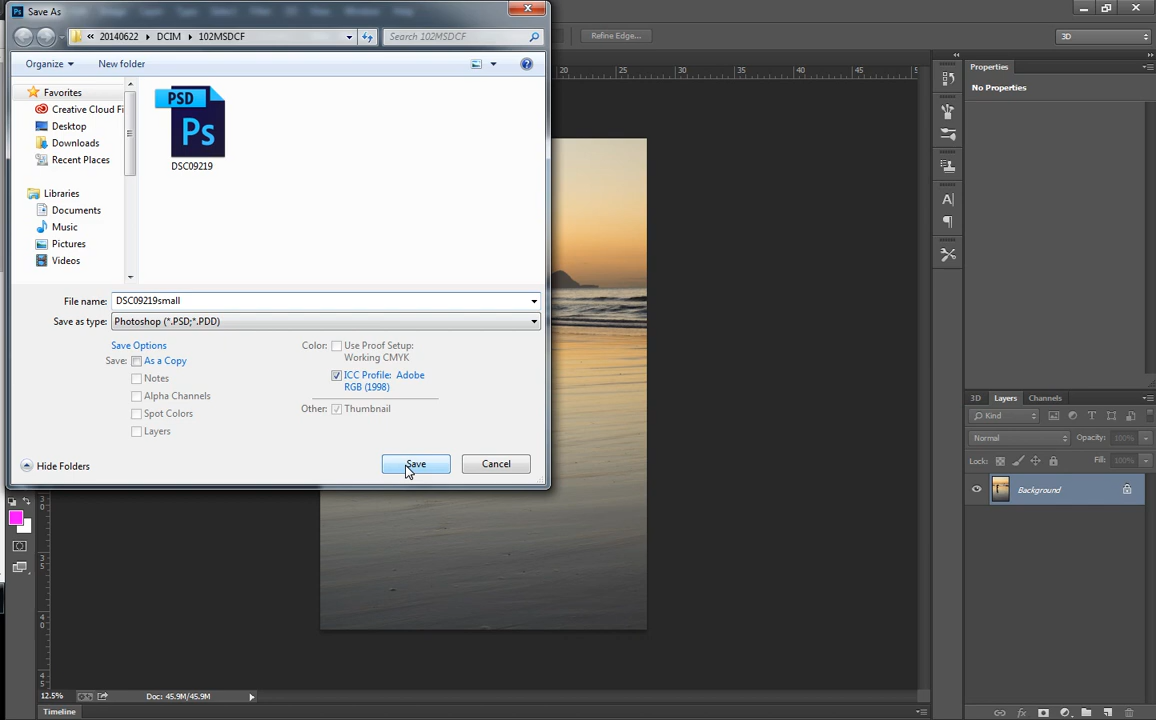 Save As
20140622 DCIM 102MSDCF
Search 102MSDCF
Refine Edge...
3D
Organize
New folder
20 25 30 35 40 45
Properties
No Properties
Favorites
Creative Cloud Fi
Desktop
Downloads
Recent Places
Libraries
Documents
Music
Pictures
Videos
PSD
Ps
DSC09219
File name: DSC09219small
Save as type: Photoshop (*.PSD;*.PDD)
Save Options
Save: As a Copy
Notes
Alpha Channels
Spot Colors
Layers
Color: Use Proof Setup:
Working CMYK
ICC Profile: Adobe
RGB (1998)
Other: Thumbnail
Hide Folders
Save
Cancel
3D Layers Channels
Kind
Normal
Opacity: 100%
Lock:
Fill: 100%
Background
12.5%
Doc: 45.9M/45.9M
Timeline